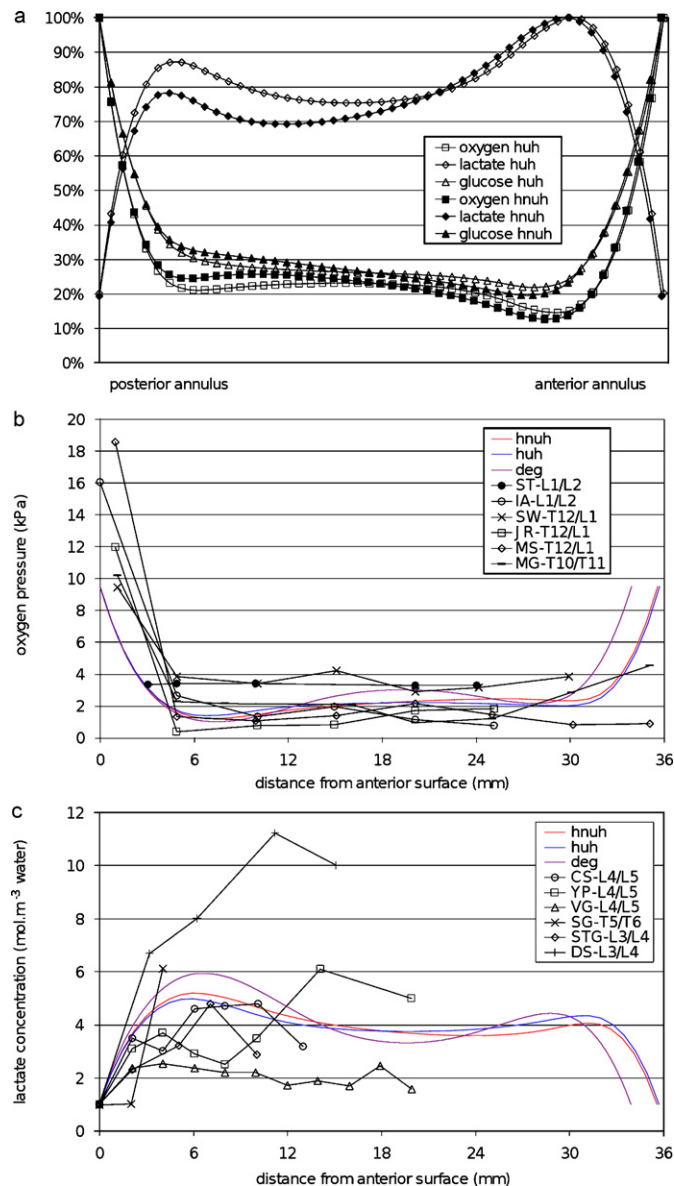 a
100%
90%
80%
70%
60%
50%
40%
30%
20%
10%
0%
oxygen huh
lactate huh
glucose huh
oxygen hnuh
lactate hnuh
glucose hnuh
posterior annulus
anterior annulus
b
oxygen pressure (kPa)
20
18
16
14
12
10
8
6
4
2
0
hnuh
huh
deg
ST-L1/L2
IA-L1/L2
SW-T12/L1
JR-T12/L1
MS-T12/L1
MG-T10/T11
0 6 12 18 24 30 36
distance from anterior surface (mm)
c
lactate concentration (mol.m⁻³ water)
12
10
8
6
4
2
0
hnuh
huh
deg
CS-L4/L5
YP-L4/L5
VG-L4/L5
SG-T5/T6
STG-L3/L4
DS-L3/L4
0 6 12 18 24 30 36
distance from anterior surface (mm)